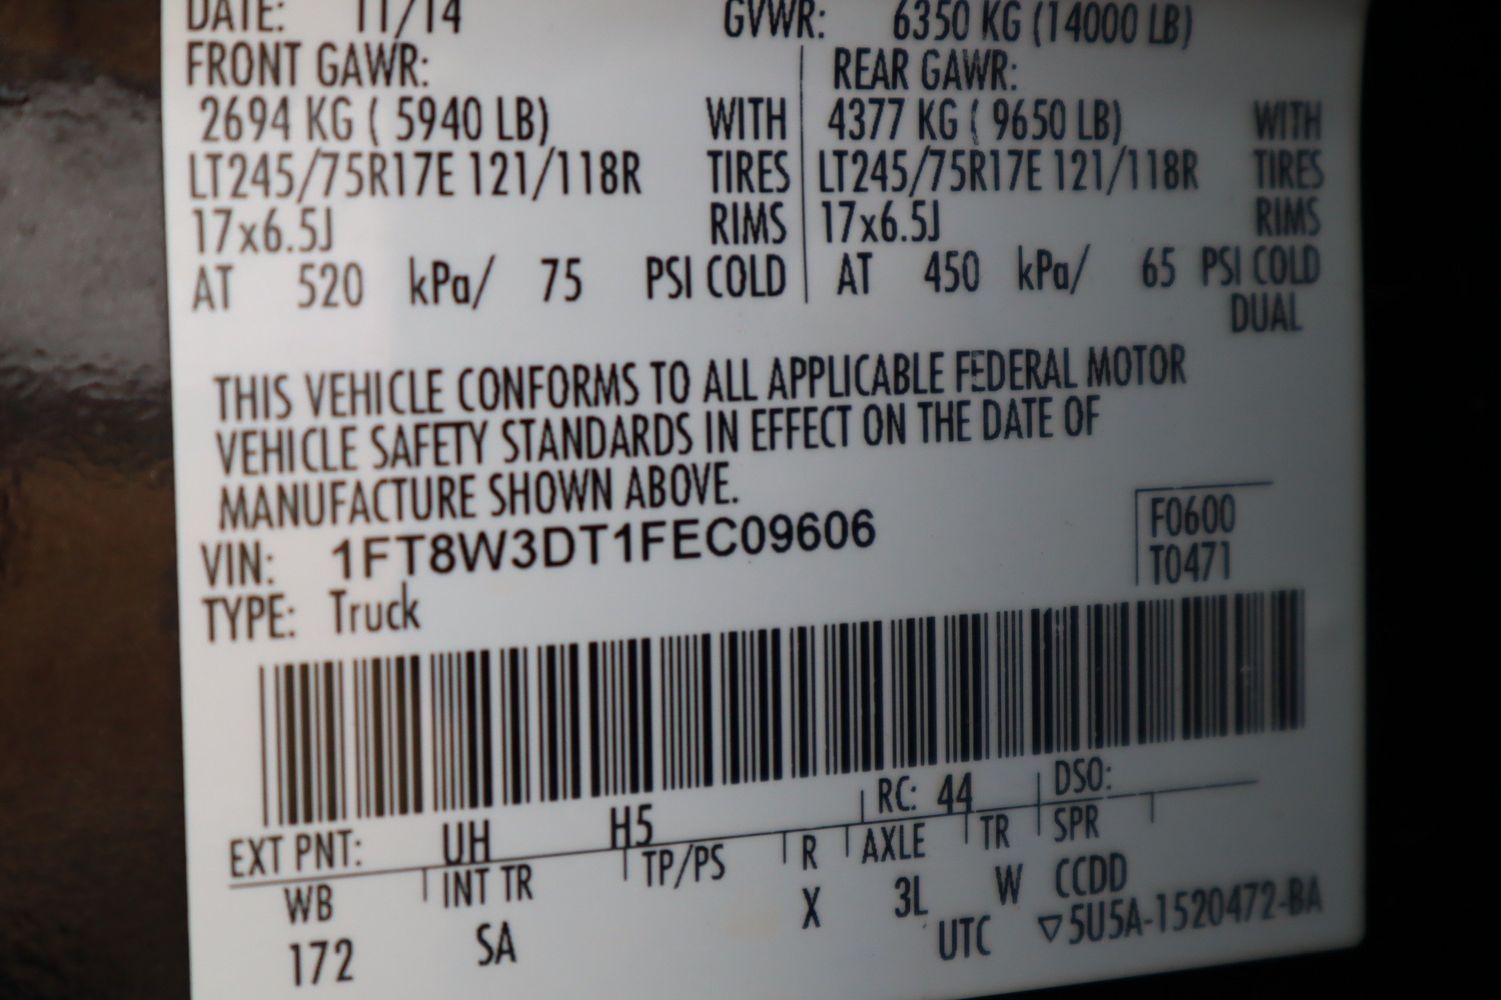 DATE: 11/14 GVWR: 6350 KG (14000 LB)
FRONT GAWR: REAR GAWR:
2694 KG ( 5940 LB) WITH 4377 KG ( 9650 LB) WITH
LT245/75R17E 121/118R TIRES LT245/75R17E 121/118R TIRES
17x6.5J RIMS 17x6.5J RIMS
AT 520 kPa/ 75 PSI COLD AT 450 kPa/ 65 PSI COLD
DUAL
THIS VEHICLE CONFORMS TO ALL APPLICABLE FEDERAL MOTOR
VEHICLE SAFETY STANDARDS IN EFFECT ON THE DATE OF
MANUFACTURE SHOWN ABOVE.
VIN: 1FT8W3DT1FEC09606 F0600
TYPE: Truck T0471
EXT PNT: UH H5 RC: 44 DSO:
WB INT TR TP/PS R AXLE TR SPR
172 SA X 3L W CCDD
UTC ▽5U5A-1520472-BA